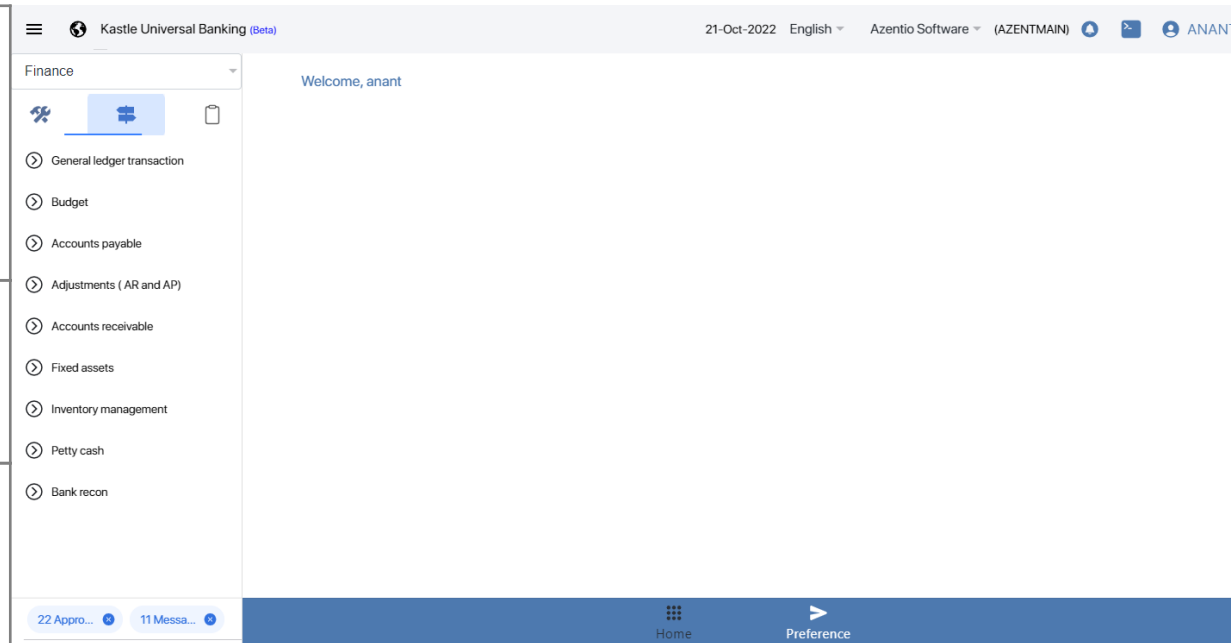 Kastle Universal Banking (Beta) 21-Oct-2022 English Azentio Software (AZENTMAIN) ANANT
Finance
Welcome, anant
General ledger transaction
Budget
Accounts payable
Adjustments ( AR and AP)
Accounts receivable
Fixed assets
Inventory management
Petty cash
Bank recon
22 Appro... 11 Messa...
Home Preference